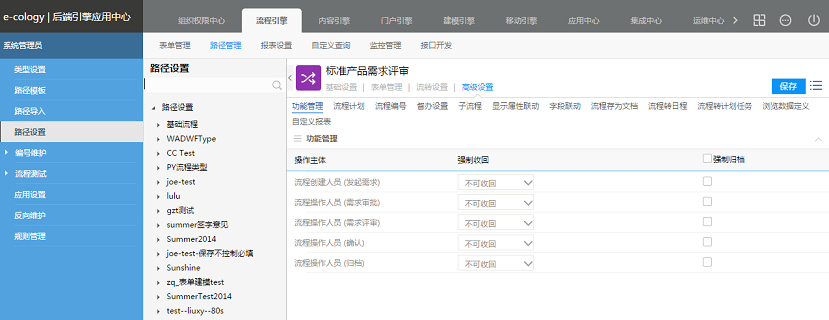 e-cology | 后端引擎应用中心
组织权限中心 流程引擎 内容引擎 门户引擎 建模引擎 移动引擎 应用中心 集成中心 运维中心
系统管理员
表单管理 路径管理 报表设置 自定义查询 监控管理 接口开发
类型设置
路径模板
路径导入
路径设置
编号维护
流程测试
应用设置
反向维护
规则管理
路径设置
路径设置
基础流程
WADWFType
CC Test
PY流程类型
joe-test
lulu
gzt测试
summer签字意见
Summer2014
joe-test-保存不控制必填
Sunshine
zq_表单建模test
SummerTest2014
test--liuxy--80s
标准产品需求评审
基础设置 | 表单管理 | 流转设置 | 高级设置
保存
功能管理 流程计划 流程编号 督办设置 子流程 显示属性联动 字段联动 流程存为文档 流程转日程 流程转计划任务 浏览数据定义
自定义报表
功能管理
操作主体 强制收回 强制归档
流程创建人员 (发起需求) 不可收回
流程操作人员 (需求审批) 不可收回
流程操作人员 (需求评审) 不可收回
流程操作人员 (确认) 不可收回
流程操作人员 (归档) 不可收回